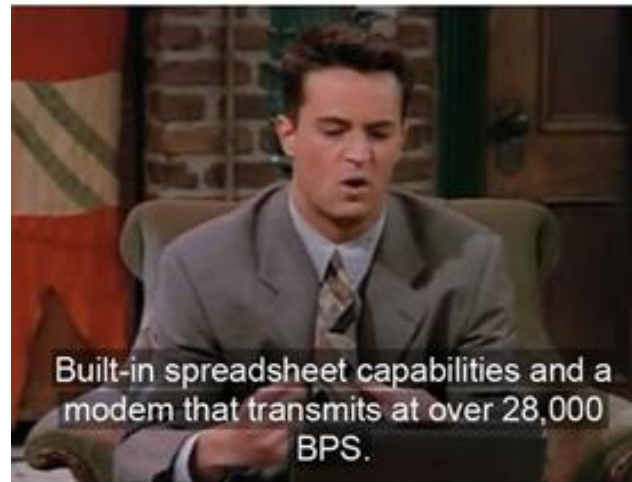 Built-in spreadsheet capabilities and a
modem that transmits at over 28,000
BPS.